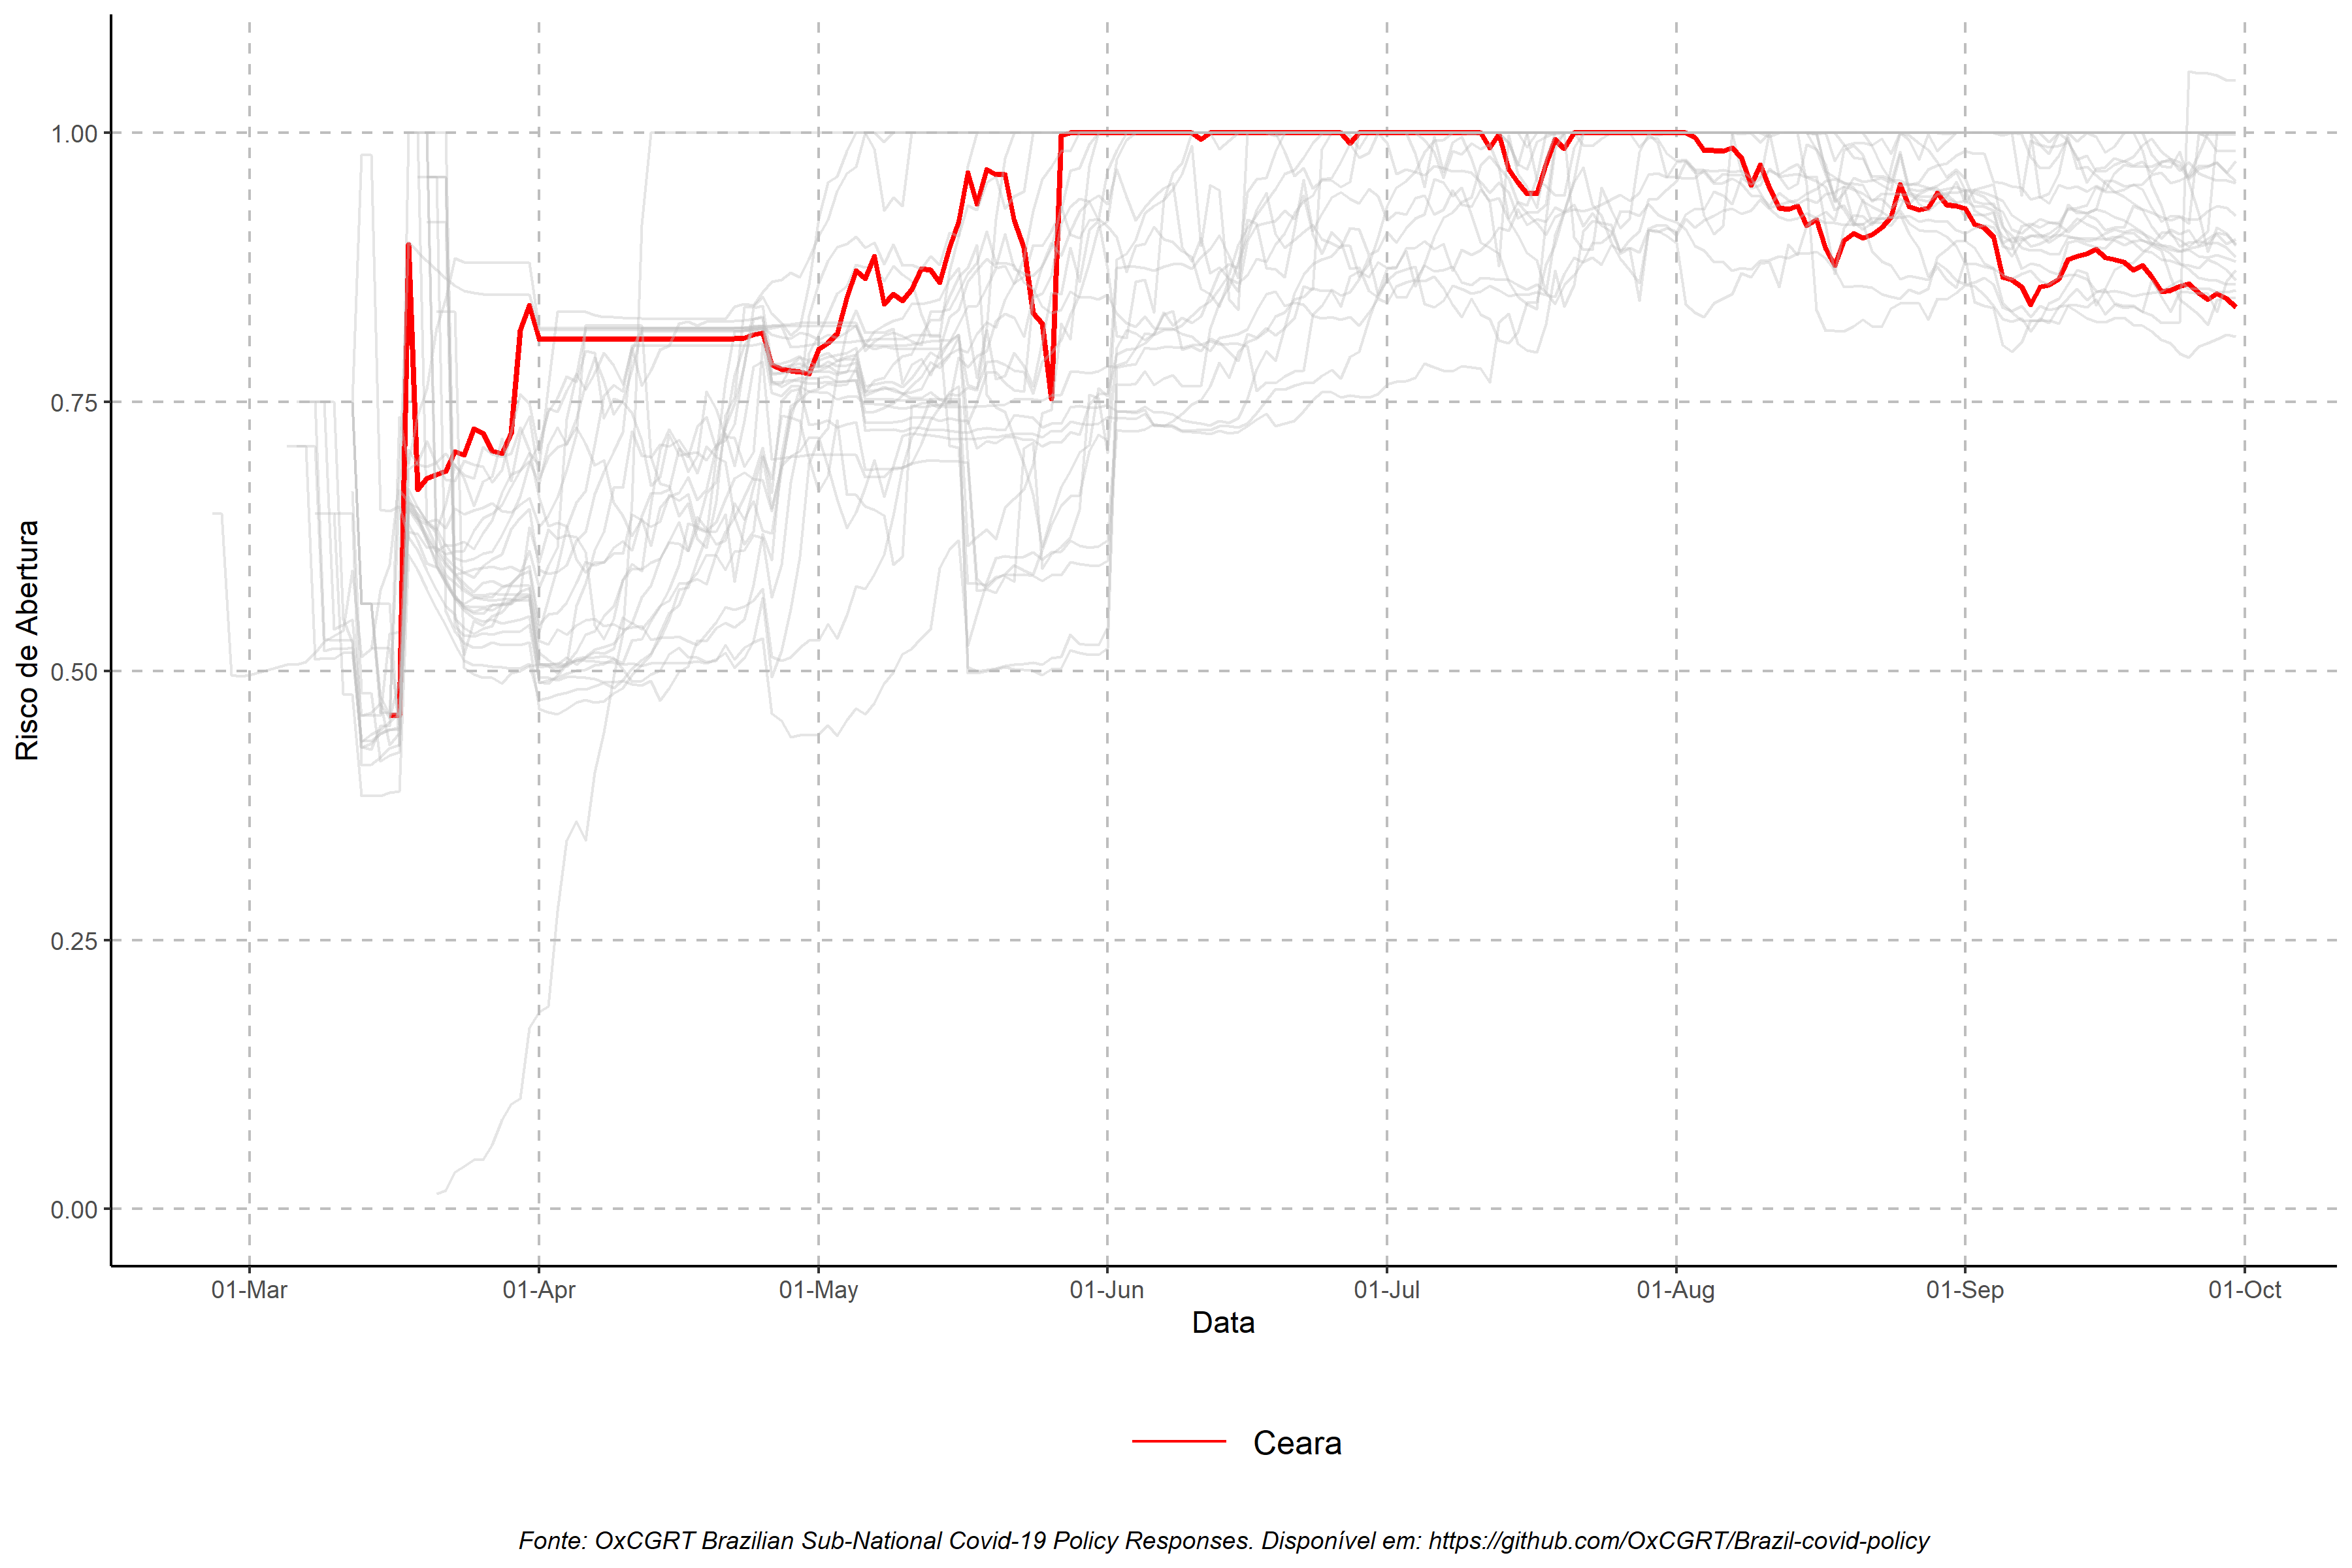 1.00
0.75
0.50
0.25
0.00
Risco de Abertura
01-Mar 01-Apr 01-May 01-Jun 01-Jul 01-Aug 01-Sep 01-Oct
Data
Ceara
Fonte: OxCGRT Brazilian Sub-National Covid-19 Policy Responses. Disponível em: https://github.com/OxCGRT/Brazil-covid-policy